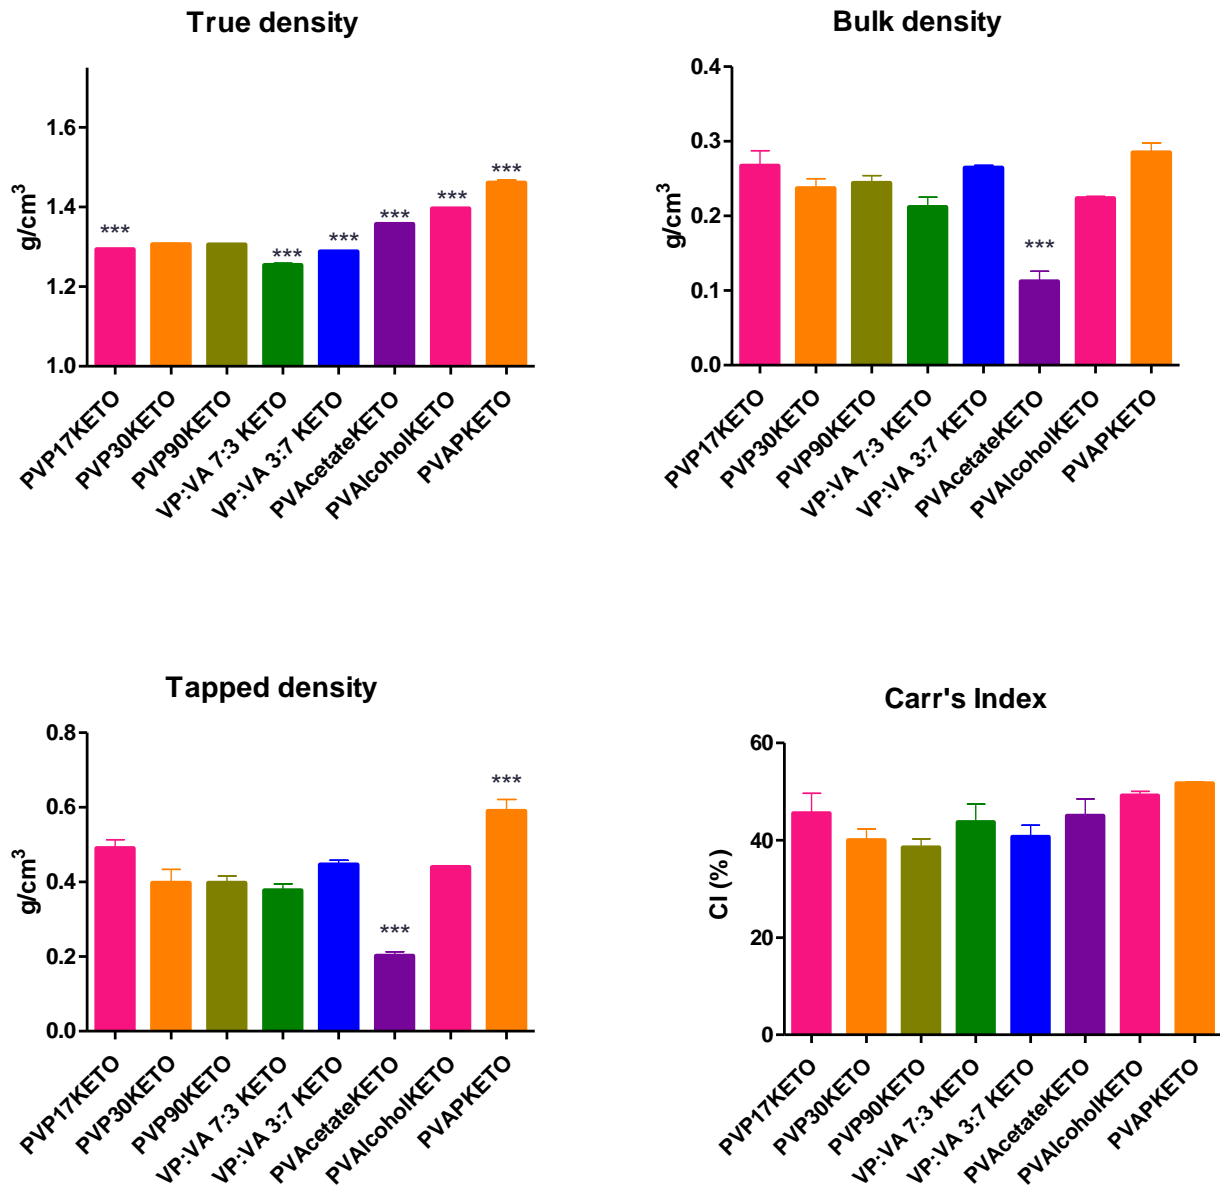 True density
g/cm³
1.6
1.4
1.2
1.0
***
***
***
***
***
***
PVP17KETO
PVP30KETO
PVP90KETO
VP:VA 7:3 KETO
VP:VA 3:7 KETO
PVAcetateKETO
PVAlcoholKETO
PVAPKETO
Bulk density
g/cm³
0.4
0.3
0.2
0.1
0.0
***
PVP17KETO
PVP30KETO
PVP90KETO
VP:VA 7:3 KETO
VP:VA 3:7 KETO
PVAcetateKETO
PVAlcoholKETO
PVAPKETO
Tapped density
g/cm³
0.8
0.6
0.4
0.2
0.0
***
***
PVP17KETO
PVP30KETO
PVP90KETO
VP:VA 7:3 KETO
VP:VA 3:7 KETO
PVAcetateKETO
PVAlcoholKETO
PVAPKETO
Carr's Index
CI (%)
60
40
20
0
PVP17KETO
PVP30KETO
PVP90KETO
VP:VA 7:3 KETO
VP:VA 3:7 KETO
PVAcetateKETO
PVAlcoholKETO
PVAPKETO